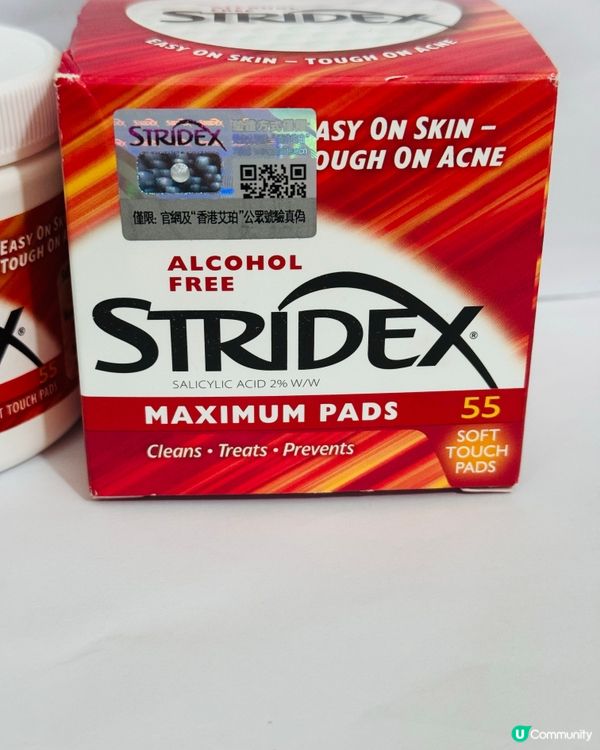 STRIDEX
EASY ON SKIN – TOUGH ON ACNE
EASY ON SKIN –
TOUGH ON ACNE
STRIDEX
僅限: 官網及“香港艾珀”公眾號驗真偽
ALCOHOL
FREE
STRIDEX®
SALICYLIC ACID 2% W/W
MAXIMUM PADS 55
SOFT
TOUCH
PADS
Cleans • Treats • Prevents
EASY ON
TOUGH ON
X®
55
TOUCH PADS
U Community